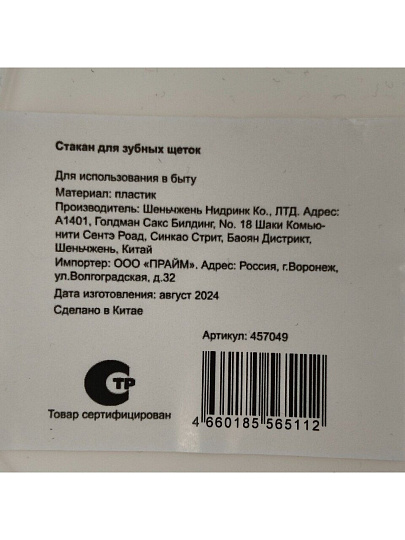 Стакан для зубных щеток
Для использования в быту
Материал: пластик
Производитель: Шеньчжень Нидринк Ко., ЛТД. Адрес:
А1401, Голдман Сакс Билдинг, No. 18 Шаки Комью-
нити Сентэ Роад, Синкао Стрит, Баоян Дистрикт,
Шеньчжень, Китай
Импортер: ООО «ПРАЙМ». Адрес: Россия, г.Воронеж,
ул.Волгоградская, д.32
Дата изготовления: август 2024
Сделано в Китае
Артикул: 457049
ТР
Товар сертифицирован
4 660185 565112